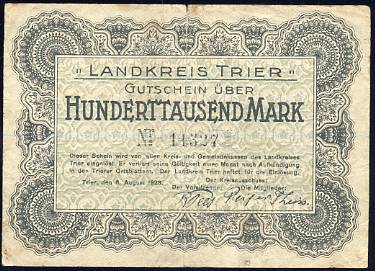 „LANDKREIS TRIER"
GUTSCHEIN ÜBER
HUNDERTTAUSEND MARK
Nº 11327
Dieser Schein wird von allen Kreis- und Gemeindekassen des Landkreises
Trier eingelöst. Er verliert seine Gültigkeit einen Monat nach Aufkündigung
in den Trierer Ortsblättern. Der Landkreis Trier haftet für die Einlösung.
Trier, den 8. August 1923. Der Kreisausschuss.
Der Vorsitzende: Die Mitglieder: